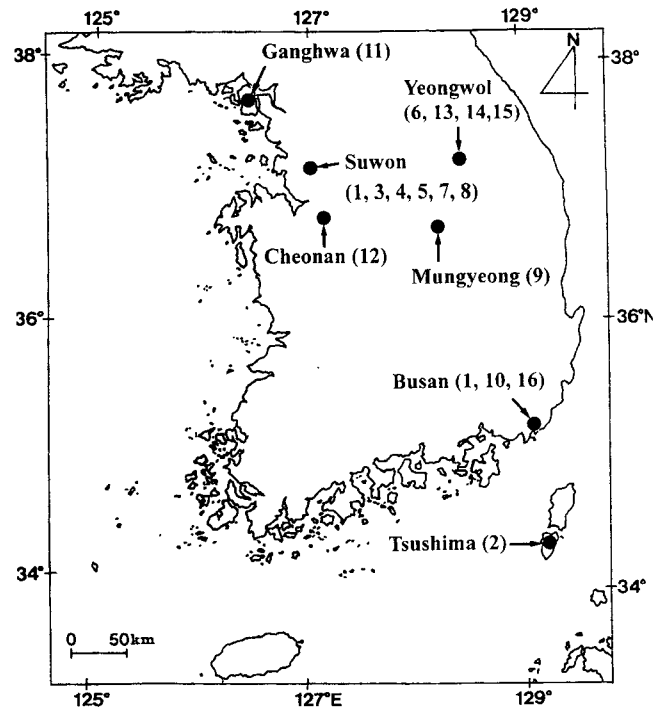 125°
127°
129°
38°
38°
N
Ganghwa (11)
Yeongwol
(6, 13, 14,15)
Suwon
(1, 3, 4, 5, 7, 8)
Cheonan (12)
Mungyeong (9)
36°
36°N
Busan (1, 10, 16)
Tsushima (2)
34°
34°
0 50km
125°
127°E
129°